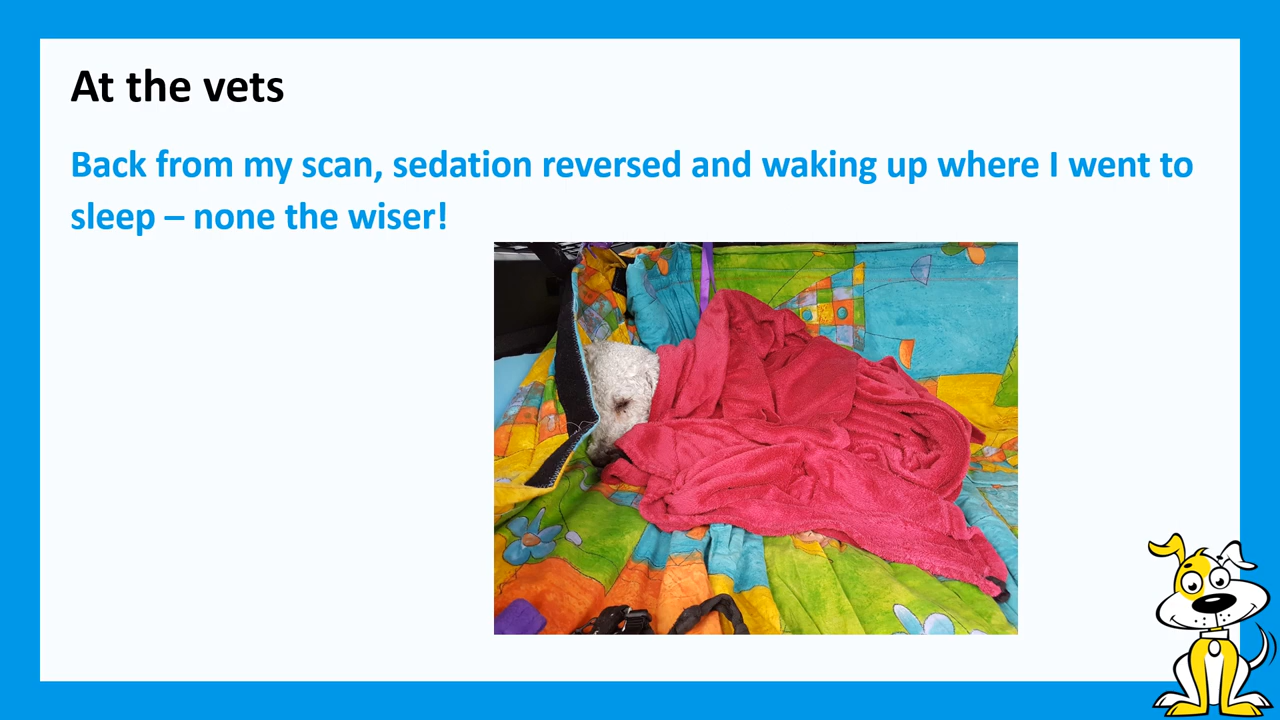 At the vets
Back from my scan, sedation reversed and waking up where I went to
sleep – none the wiser!